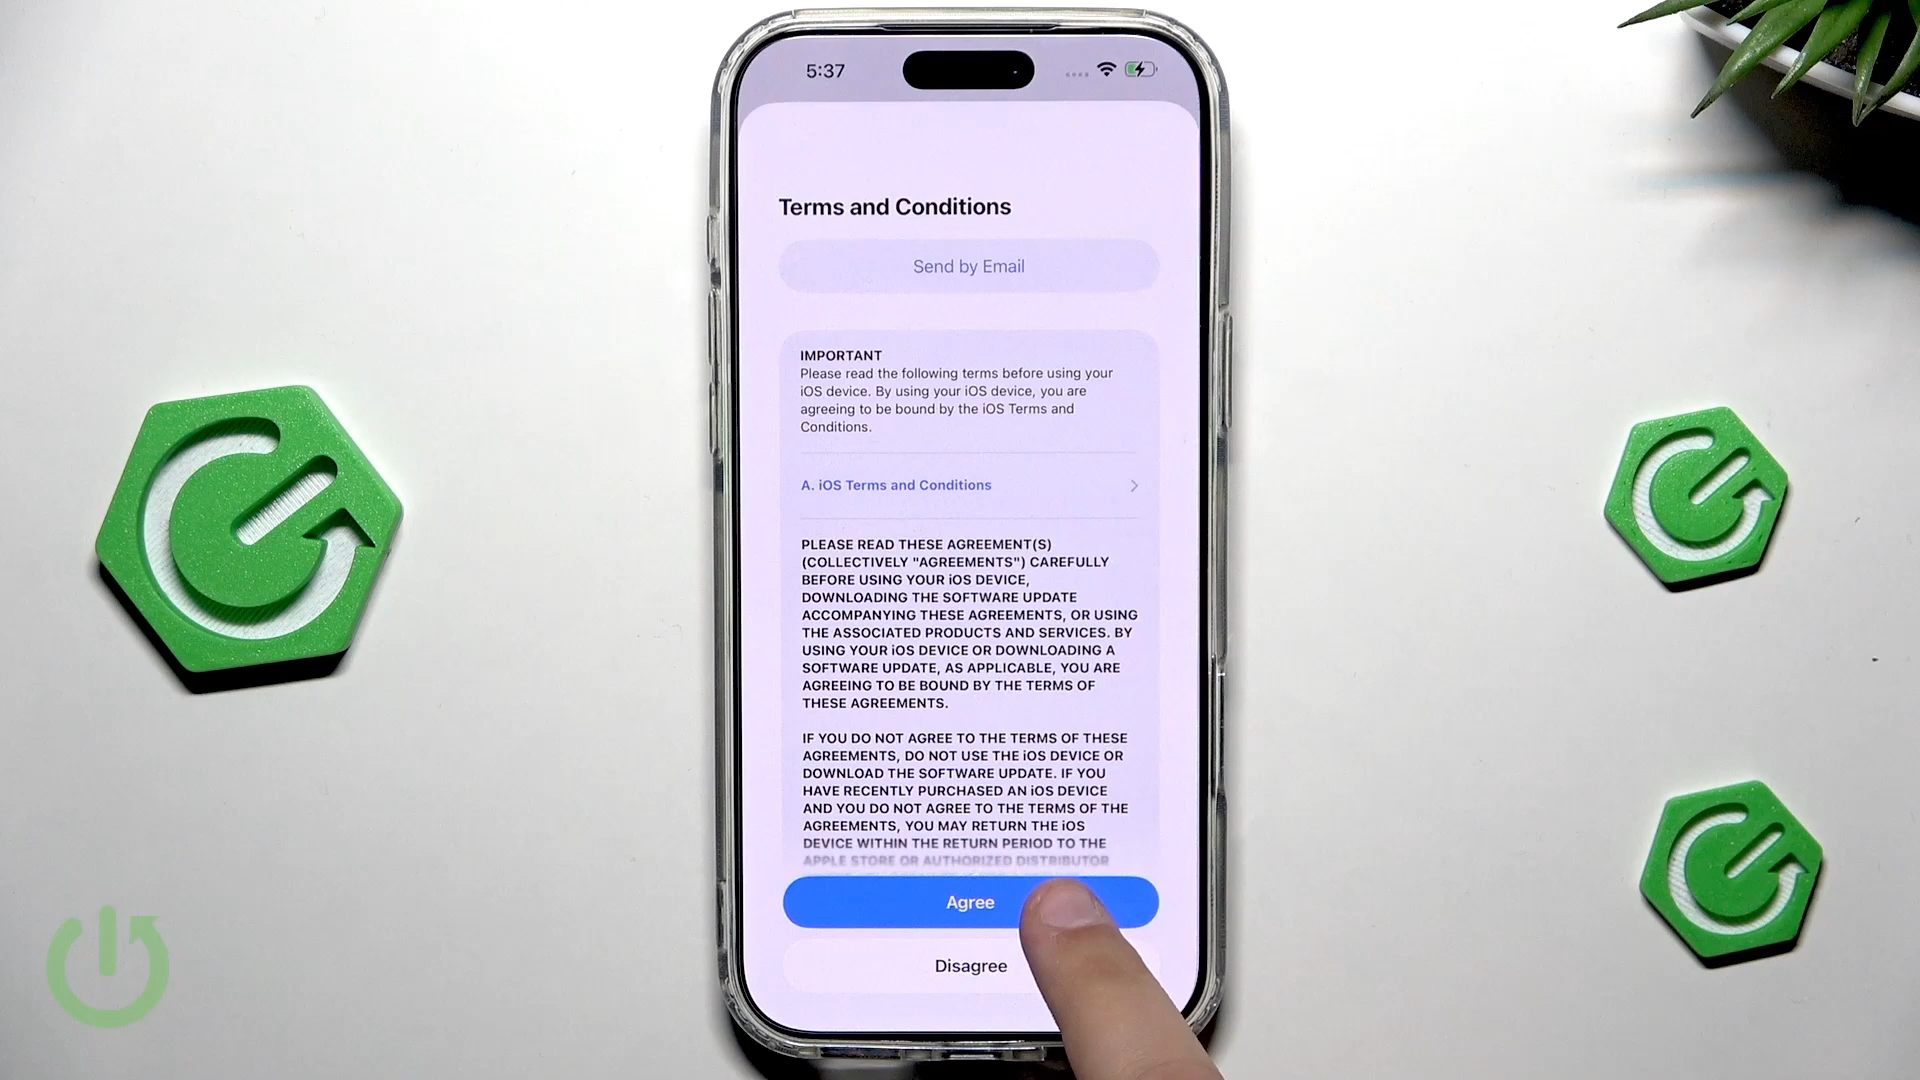 5:37
Terms and Conditions
Send by Email
IMPORTANT
Please read the following terms before using your
iOS device. By using your iOS device, you are
agreeing to be bound by the iOS Terms and
Conditions.
A. iOS Terms and Conditions
PLEASE READ THESE AGREEMENT(S)
(COLLECTIVELY "AGREEMENTS") CAREFULLY
BEFORE USING YOUR iOS DEVICE,
DOWNLOADING THE SOFTWARE UPDATE
ACCOMPANYING THESE AGREEMENTS, OR USING
THE ASSOCIATED PRODUCTS AND SERVICES. BY
USING YOUR iOS DEVICE OR DOWNLOADING A
SOFTWARE UPDATE, AS APPLICABLE, YOU ARE
AGREEING TO BE BOUND BY THE TERMS OF
THESE AGREEMENTS.
IF YOU DO NOT AGREE TO THE TERMS OF THESE
AGREEMENTS, DO NOT USE THE iOS DEVICE OR
DOWNLOAD THE SOFTWARE UPDATE. IF YOU
HAVE RECENTLY PURCHASED AN iOS DEVICE
AND YOU DO NOT AGREE TO THE TERMS OF THE
AGREEMENTS, YOU MAY RETURN THE iOS
DEVICE WITHIN THE RETURN PERIOD TO THE
APPLE STORE OR AUTHORIZED DISTRIBUTOR
Agree
Disagree